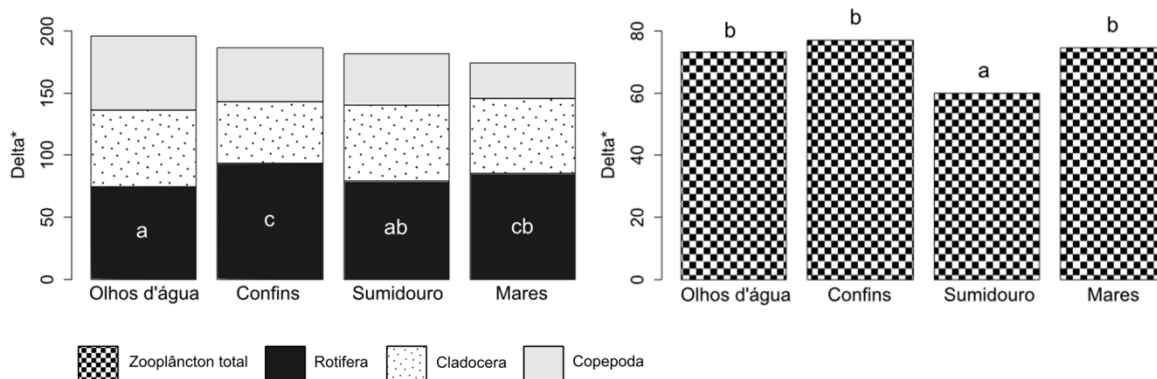 Delta*
200
150
100
50
0
a
c
ab
cb
Olhos d'água
Confins
Sumidouro
Mares
Delta*
80
60
40
20
0
b
b
a
b
Olhos d'água
Confins
Sumidouro
Mares
Zooplâncton total
Rotifera
Cladocera
Copepoda